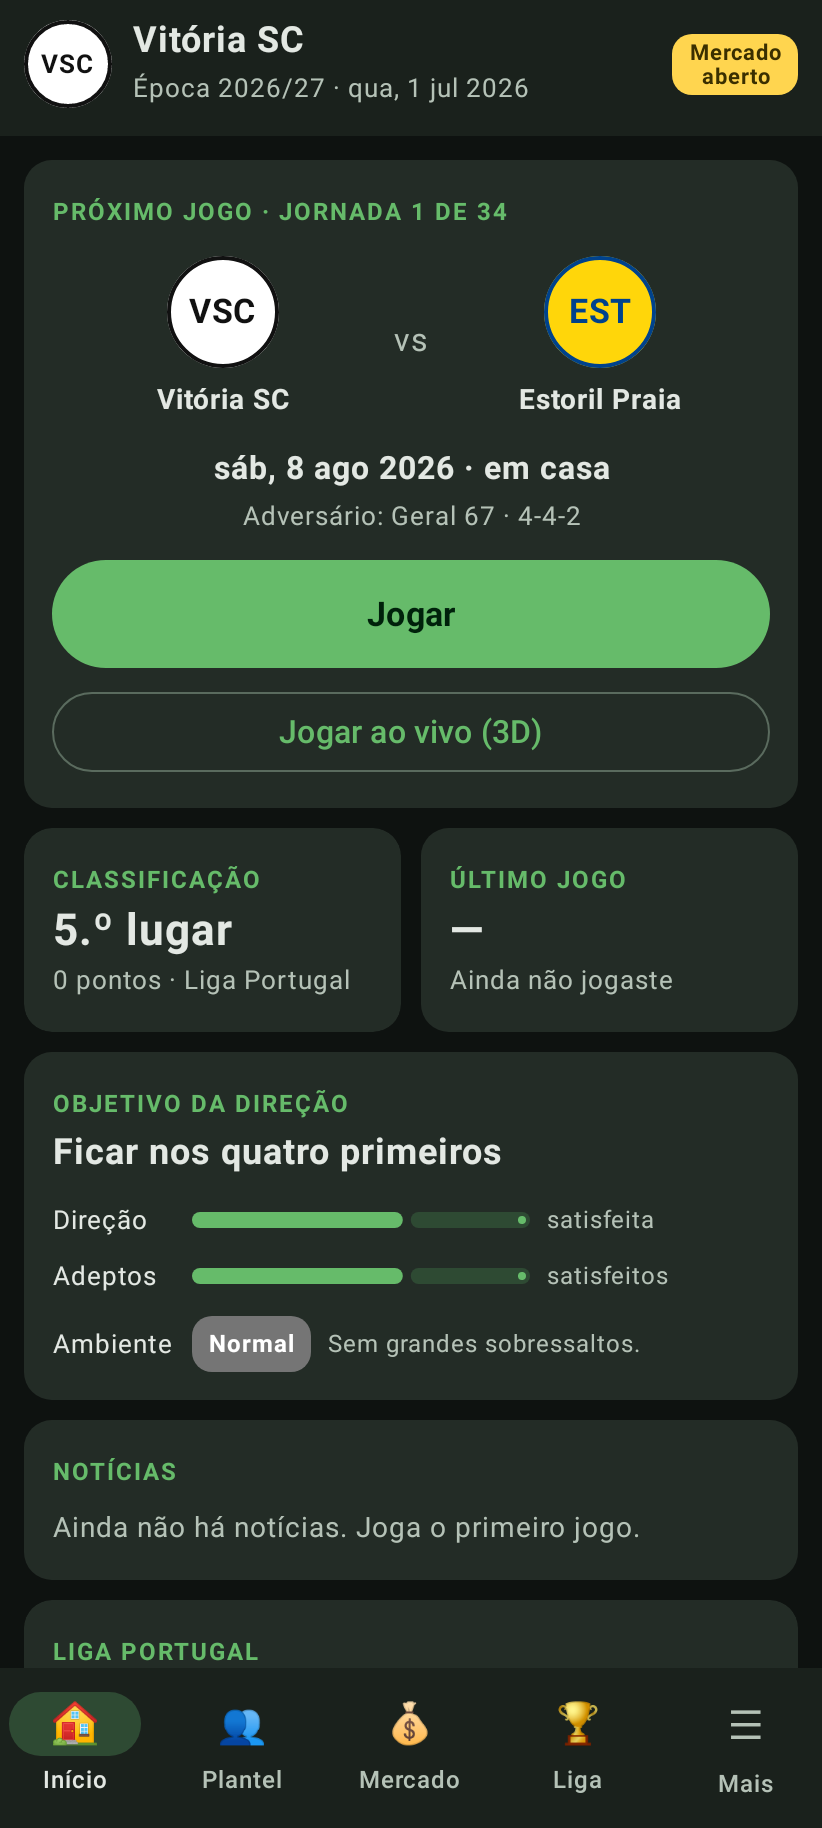 VSC
Vitória SC
Época 2026/27 · qua, 1 jul 2026
Mercado
aberto
PRÓXIMO JOGO · JORNADA 1 DE 34
VSC
vs
EST
Vitória SC
Estoril Praia
sáb, 8 ago 2026 · em casa
Adversário: Geral 67 · 4-4-2
Jogar
Jogar ao vivo (3D)
CLASSIFICAÇÃO
5.º lugar
0 pontos · Liga Portugal
ÚLTIMO JOGO
—
Ainda não jogaste
OBJETIVO DA DIREÇÃO
Ficar nos quatro primeiros
Direção satisfeita
Adeptos satisfeitos
Ambiente Normal Sem grandes sobressaltos.
NOTÍCIAS
Ainda não há notícias. Joga o primeiro jogo.
LIGA PORTUGAL
Início
Plantel
Mercado
Liga
Mais